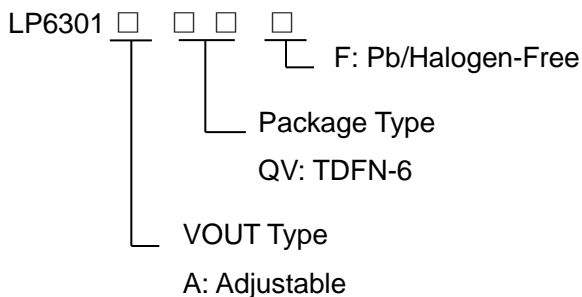 LP6301 □ □ □ □
F: Pb/Halogen-Free
Package Type
QV: TDFN-6
VOUT Type
A: Adjustable